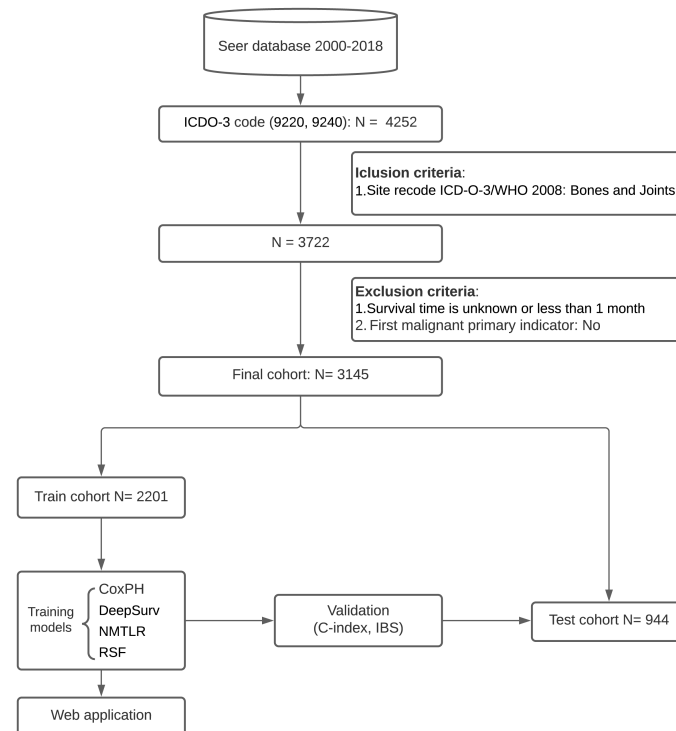 Seer database 2000-2018
ICDO-3 code (9220, 9240): N = 4252
Iclusion criteria:
1.Site recode ICD-O-3/WHO 2008: Bones and Joints
N = 3722
Exclusion criteria:
1.Survival time is unknown or less than 1 month
2. First malignant primary indicator: No
Final cohort: N= 3145
Train cohort N= 2201
Training
models
CoxPH
DeepSurv
NMTLR
RSF
Validation
(C-index, IBS)
Test cohort N= 944
Web application